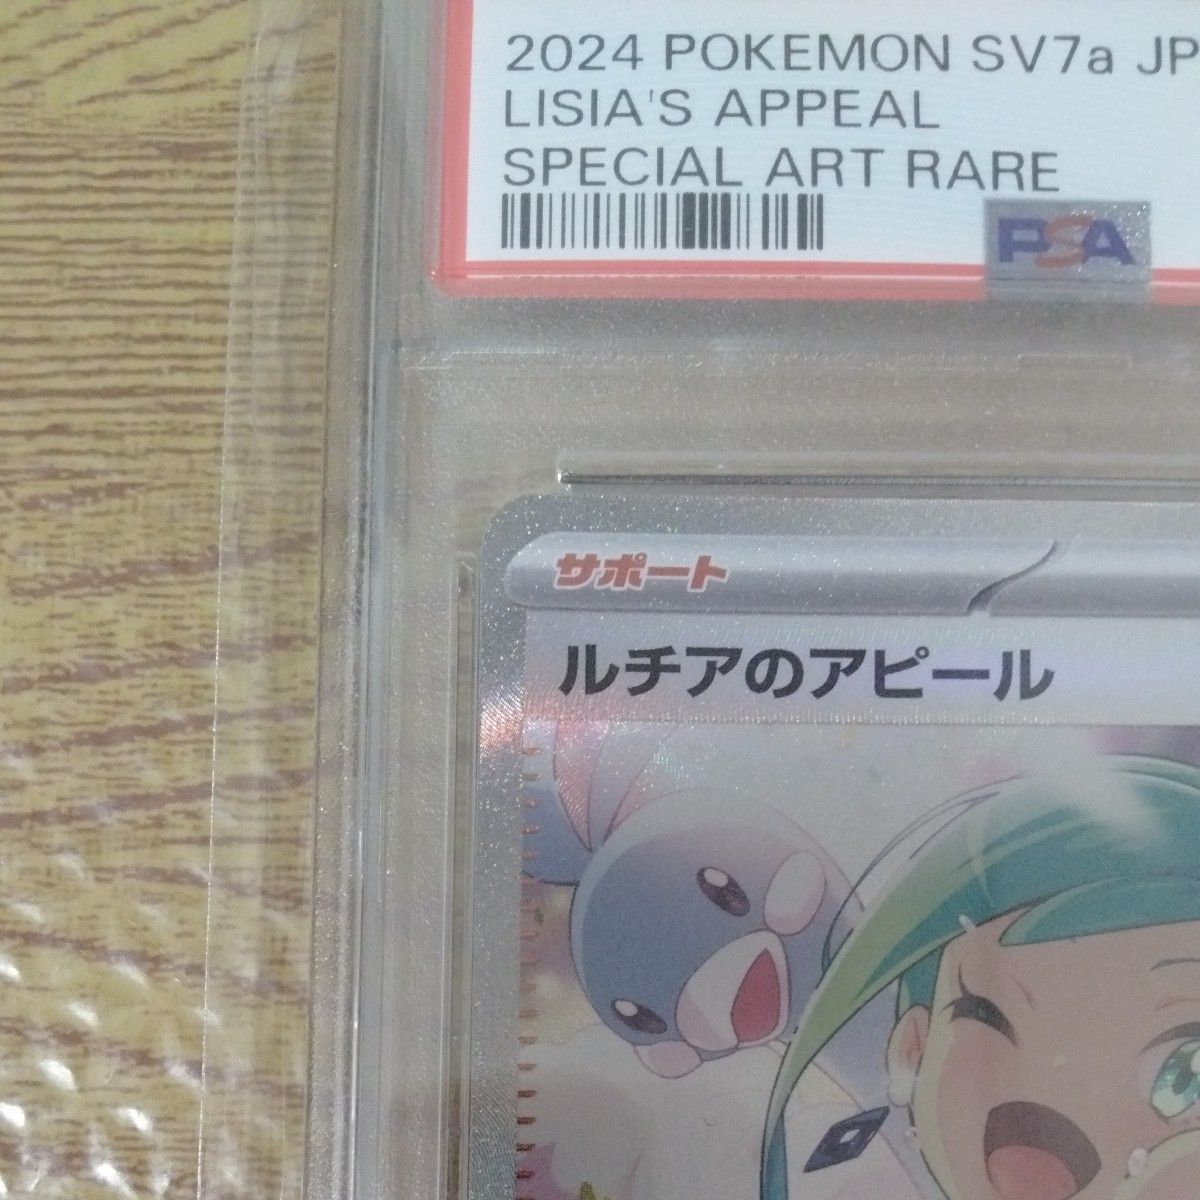 2024 POKEMON SV7a JP
LISIA'S APPEAL
SPECIAL ART RARE
PSA
サポート
ルチアのアピール